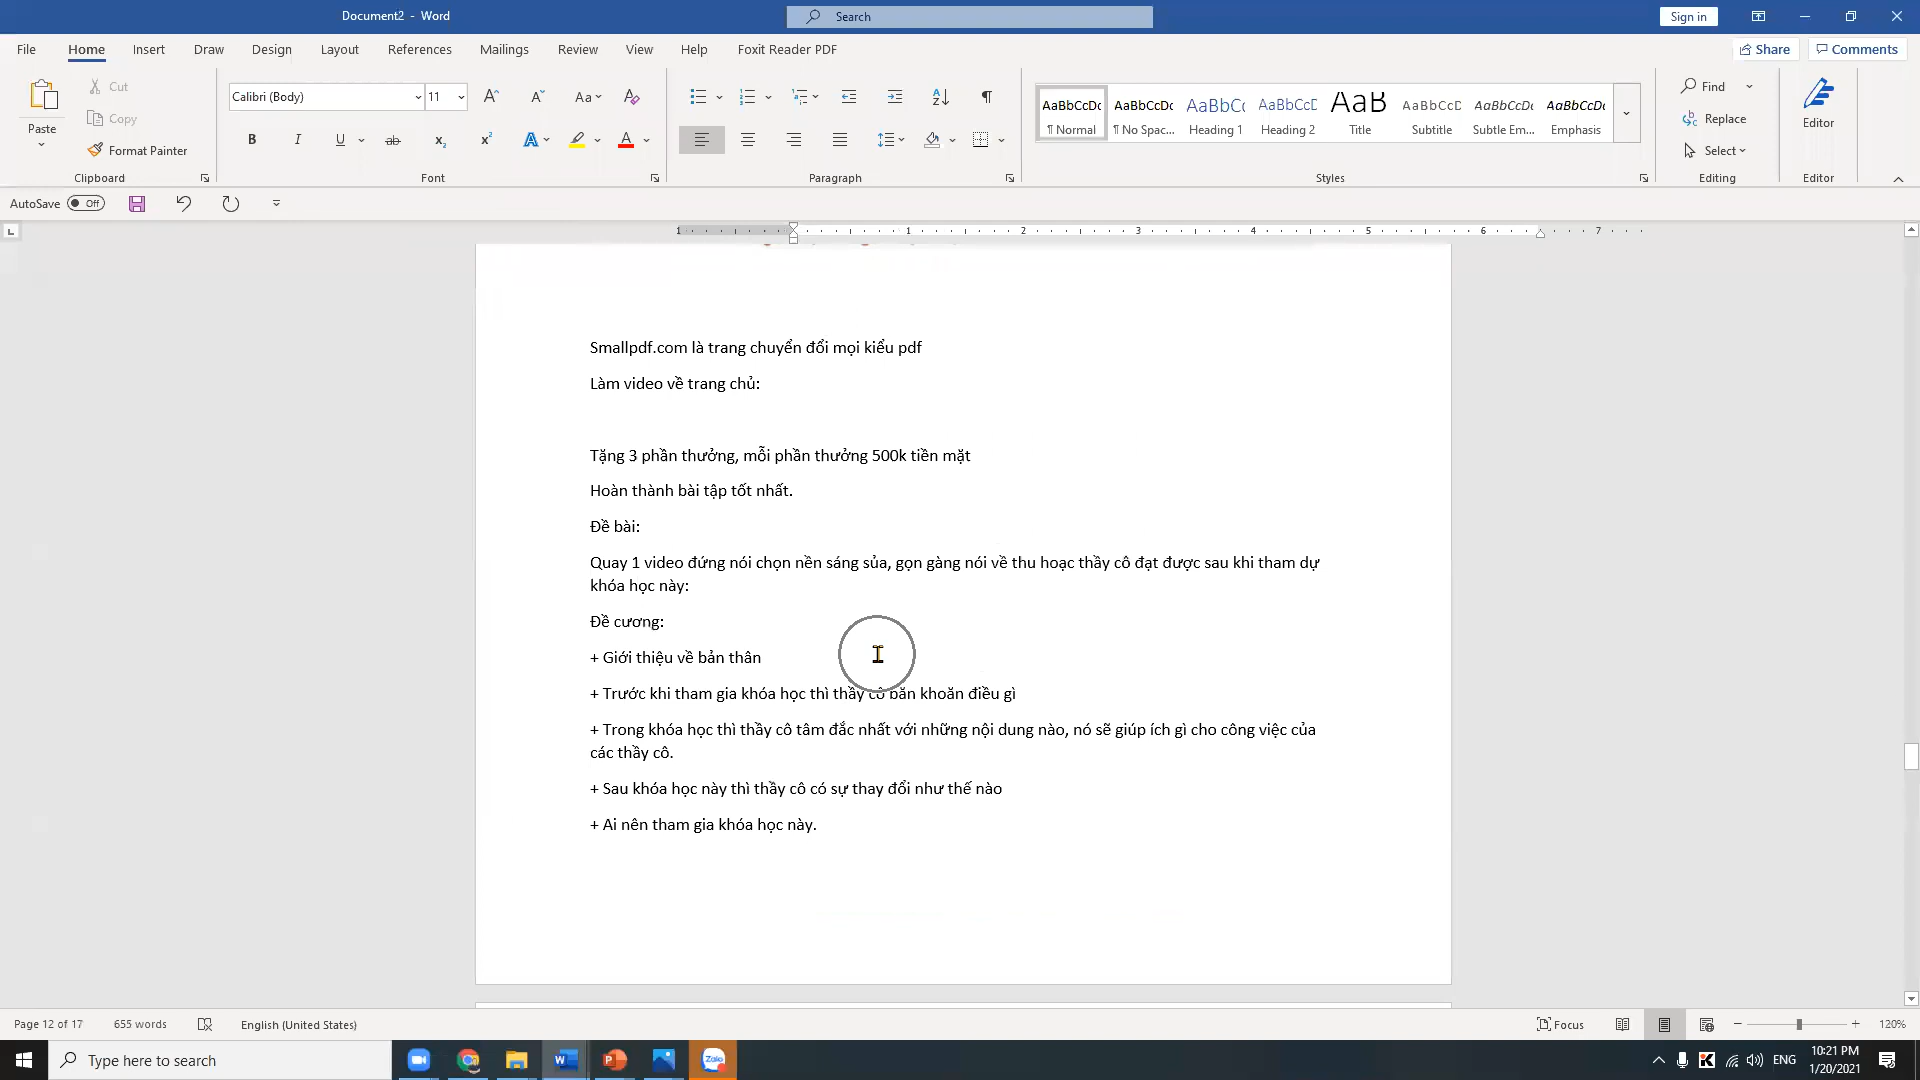 Document2 - Word
Search
Sign in
File Home Insert Draw Design Layout References Mailings Review View Help Foxit Reader PDF
Share Comments
Paste
Cut
Copy
Format Painter
Calibri (Body) 11
AaBbCcDc AaBbCcDc AaBbCc AaBbCcD AaB AaBbCcD AaBbCcDc AaBbCcDc
¶ Normal ¶ No Spac... Heading 1 Heading 2 Title Subtitle Subtle Em... Emphasis
Find
Replace
Select
Editor
Clipboard Font Paragraph Styles Editing Editor
AutoSave Off
1 1 2 3 4 5 6 7
Smallpdf.com là trang chuyển đổi mọi kiểu pdf
Làm video về trang chủ:
Tặng 3 phần thưởng, mỗi phần thưởng 500k tiền mặt
Hoàn thành bài tập tốt nhất.
Đề bài:
Quay 1 video đứng nói chọn nền sáng sủa, gọn gàng nói về thu hoạc thầy cô đạt được sau khi tham dự
khóa học này:
Đề cương:
+ Giới thiệu về bản thân
+ Trước khi tham gia khóa học thì thầy cô băn khoăn điều gì
+ Trong khóa học thì thầy cô tâm đắc nhất với những nội dung nào, nó sẽ giúp ích gì cho công việc của
các thầy cô.
+ Sau khóa học này thì thầy cô có sự thay đổi như thế nào
+ Ai nên tham gia khóa học này.
Page 12 of 17 655 words English (United States)
Focus 120%
Type here to search
Zalo
ENG
10:21 PM
1/20/2021